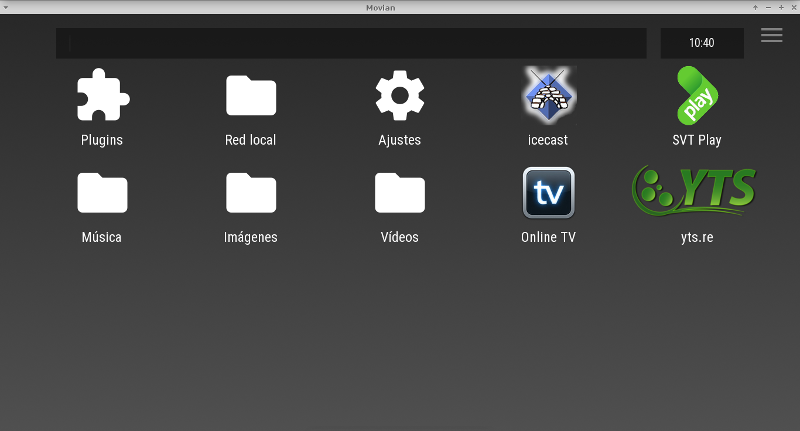 Movian
10:40
Plugins
Red local
Ajustes
icecast
play
SVT Play
tv
YTS
Música
Imágenes
Vídeos
Online TV
yts.re